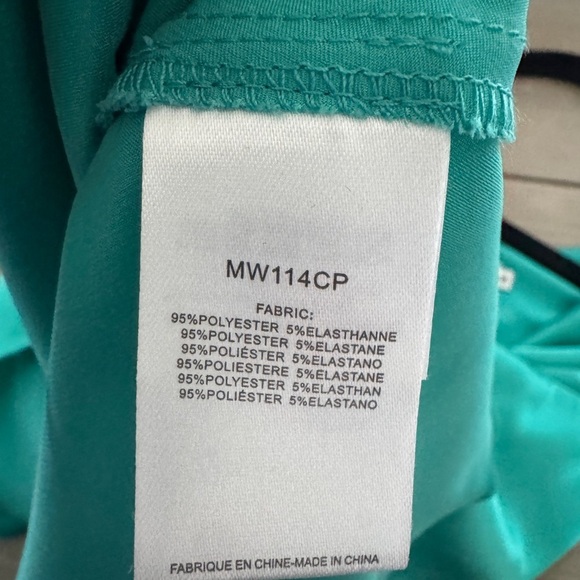 MW114CP
FABRIC:
95%POLYESTER 5%ELASTHANNE
95%POLYESTER 5%ELASTANE
95%POLIÉSTER 5%ELASTANO
95%POLIESTERE 5%ELASTANE
95%POLYESTER 5%ELASTHAN
95%POLIÉSTER 5%ELASTANO
FABRIQUE EN CHINE-MADE IN CHINA